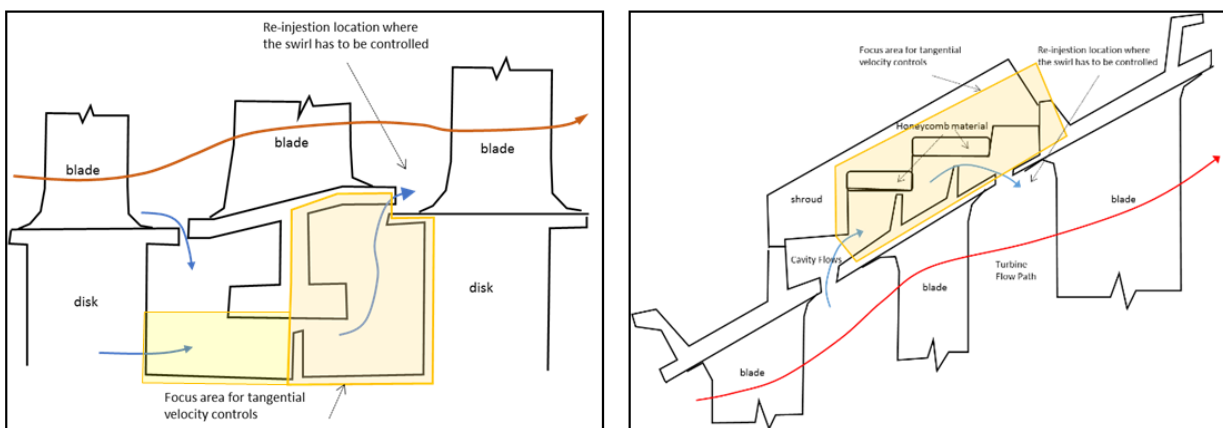 Re-injestion location where
the swirl has to be controlled
blade
blade
blade
disk
disk
Focus area for tangential
velocity controls
Focus area for tangential
velocity controls
Re-injestion location where
the swirl has to be controlled
Honeycomb material
shroud
blade
Cavity Flows
Turbine
Flow Path
blade
blade